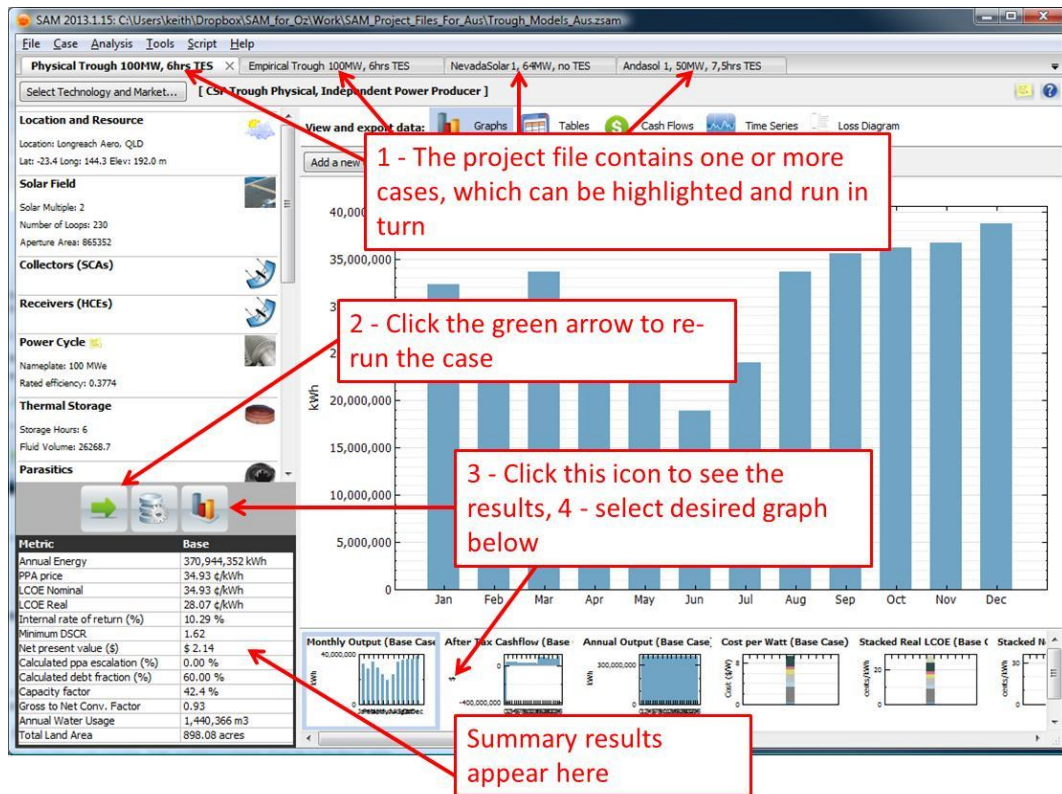 SAM 2013.1.15: C:\Users\keith\Dropbox\SAM_for_Oz\Work\SAM_Project_Files_For_Aus\Trough_Models_Aus.zsam
File Case Analysis Tools Script Help
Physical Trough 100MW, 6hrs TES
Empirical Trough 100MW, 6hrs TES
NevadaSolar1, 64MW, no TES
Andasol 1, 50MW, 7,5hrs TES
Select Technology and Market...
[ CSP Trough Physical, Independent Power Producer ]
Location and Resource
Location: Longreach Aero, QLD
Lat: -23.4 Long: 144.3 Elev: 192.0 m
Solar Field
Solar Multiple: 2
Number of Loops: 230
Aperture Area: 865352
Collectors (SCAs)
Receivers (HCEs)
Power Cycle
Nameplate: 100 MWe
Rated efficiency: 0.3774
Thermal Storage
Storage Hours: 6
Fluid Volume: 26268.7
Parasitics
View and export data: Graphs Tables Cash Flows Time Series Loss Diagram
Add a new
1 - The project file contains one or more
cases, which can be highlighted and run in
turn
2 - Click the green arrow to re-
run the case
3 - Click this icon to see the
results, 4 - select desired graph
below
Summary results
appear here
40,000
35,000,000
20,000,000
15,000
10,000,000
5,000,000
0
kWh
Jan Feb Mar Apr May Jun Jul Aug Sep Oct Nov Dec
Metric Base
Annual Energy 370,944,352 kWh
PPA price 34.93 ¢/kWh
LCOE Nominal 34.93 ¢/kWh
LCOE Real 28.07 ¢/kWh
Internal rate of return (%) 10.29 %
Minimum DSCR 1.62
Net present value ($) $ 2.14
Calculated ppa escalation (%) 0.00 %
Calculated debt fraction (%) 60.00 %
Capacity factor 42.4 %
Gross to Net Conv. Factor 0.93
Annual Water Usage 1,440,366 m3
Total Land Area 898.08 acres
Monthly Output (Base Case
40,000,000
kWh
0
After Tax Cashflow (Base
0
$
-400,000,000
Annual Output (Base Case)
300,000,000
kWh
0
Cost per Watt (Base Case)
8
Cost ($/W)
0
Stacked Real LCOE (Base C
20
cents/kWh
0
Stacked N
30
cents/kWh
0